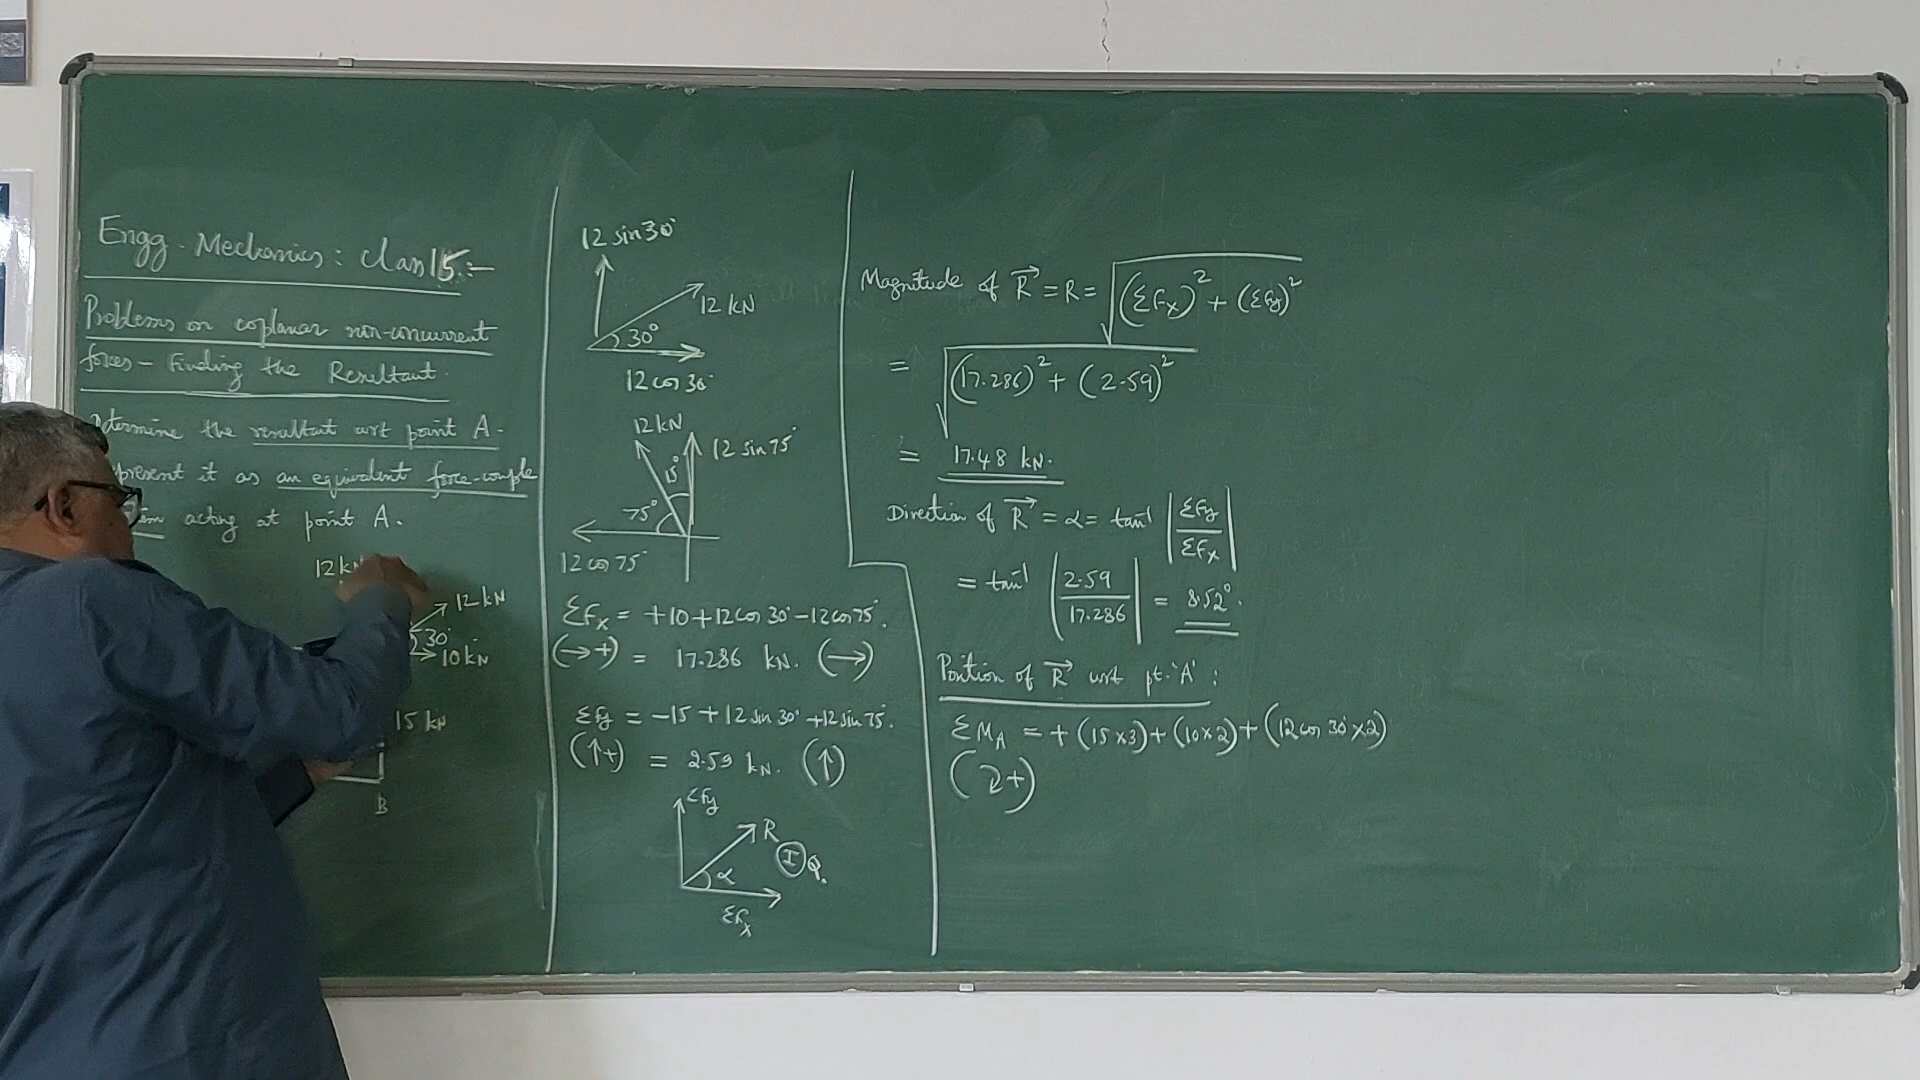 Engg. Mechanics: Class 15:-
Problems on coplanar non-concurrent
forces - Finding the Resultant.
the resultant wrt point A.
it as an equivalent force-couple
acting at point A.
12 kN
12 kN
30°
10 kN
15 kN
B
12 sin 30°
12 kN
30°
12 cos 30°
12 kN
12 sin 75°
15°
75°
12 cos 75°
ΣFx = +10+12 cos 30° -12 cos 75°.
(→+) = 17.286 kN. (→)
ΣFy = -15 + 12 sin 30° +12 sin 75°.
(↑+) = 2.59 kN. (↑)
ΣFy
R
α
I Q.
ΣFx
Magnitude of R⃗ = R = √((ΣFx)² + (ΣFy)²)
= √((17.286)² + (2.59)²)
= 17.48 kN.
Direction of R⃗ = α = tan⁻¹ |ΣFy/ΣFx|
= tan⁻¹ |2.59/17.286| = 8.52°.
Position of R⃗ wrt pt. 'A' :
ΣMA = + (15×3)+(10×2)+(12 cos 30°×2)
(↻+)